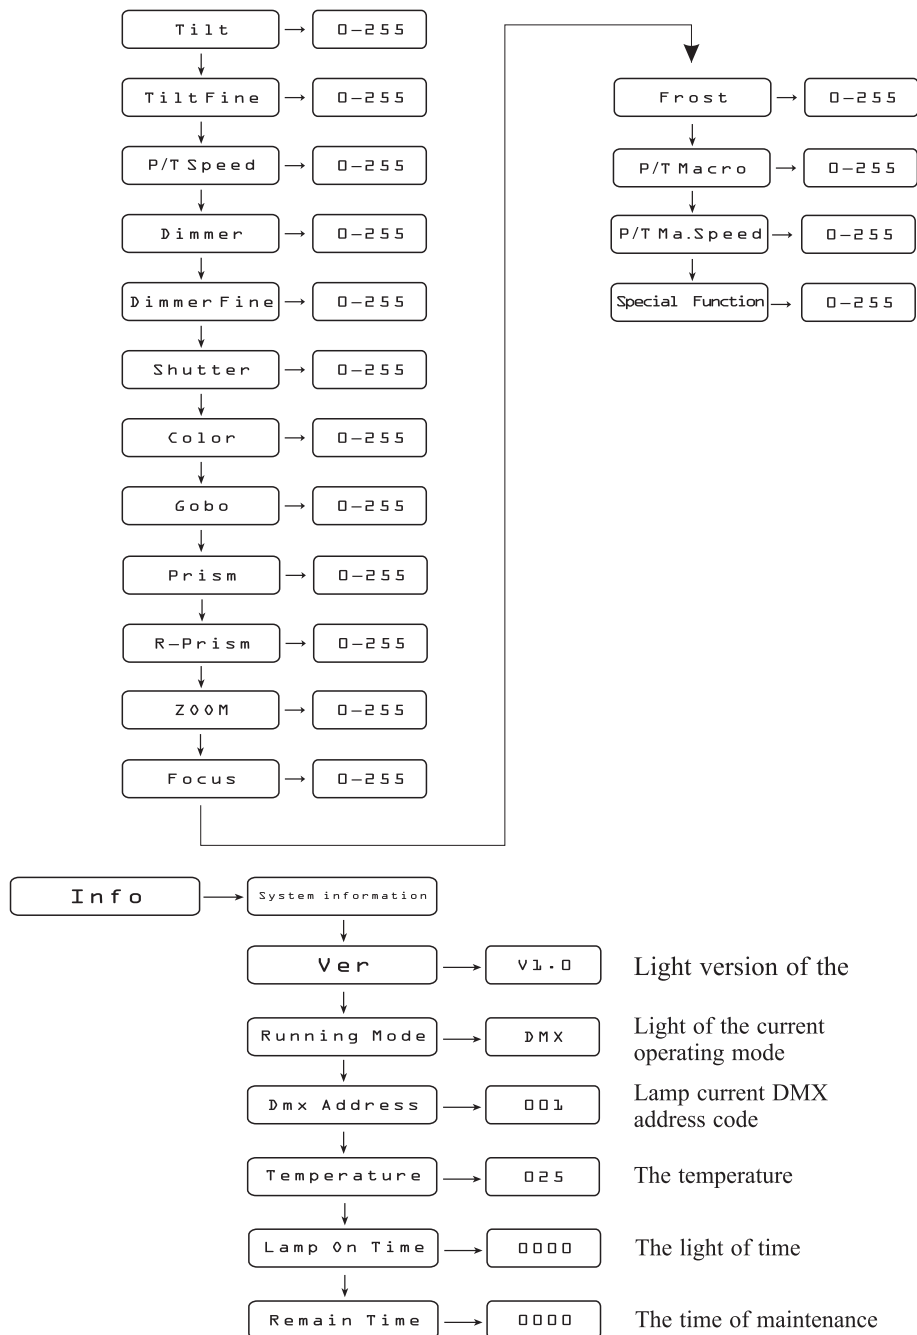 Tilt 0-255
Tilt Fine 0-255
P/T Speed 0-255
Dimmer 0-255
Dimmer Fine 0-255
Shutter 0-255
Color 0-255
Gobo 0-255
Prism 0-255
R-Prism 0-255
ZOOM 0-255
Focus 0-255
Frost 0-255
P/T Macro 0-255
P/T Ma.Speed 0-255
Special Function 0-255
Info System information
Ver V1.0 Light version of the
Running Mode DMX Light of the current
operating mode
Dmx Address 001 Lamp current DMX
address code
Temperature 025 The temperature
Lamp On Time 0000 The light of time
Remain Time 0000 The time of maintenance